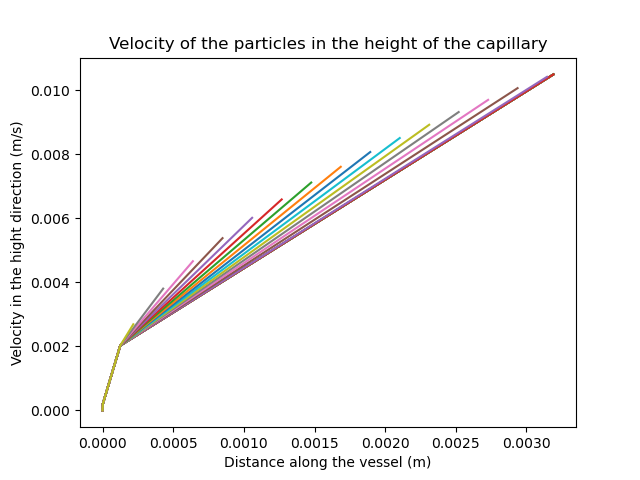 Velocity of the particles in the height of the capillary
Velocity in the hight direction (m/s)
0.010
0.008
0.006
0.004
0.002
0.000
0.0000 0.0005 0.0010 0.0015 0.0020 0.0025 0.0030
Distance along the vessel (m)